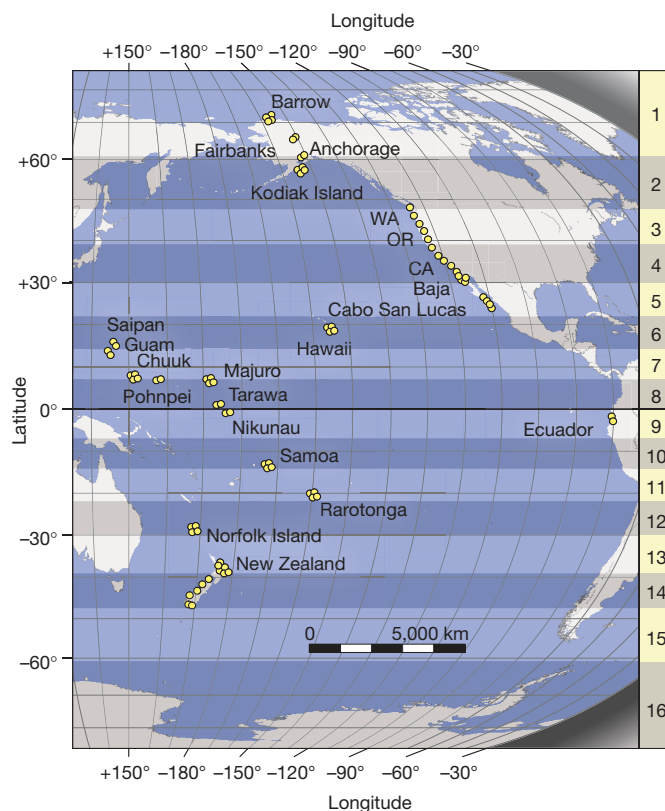 Longitude
+150° −180° −150° −120° −90° −60° −30°
Barrow
1
Fairbanks
Anchorage
+60°
2
Kodiak Island
WA
3
OR
4
CA
+30°
Baja
5
Cabo San Lucas
Saipan
6
Guam
Hawaii
Chuuk
7
Majuro
Pohnpei
Tarawa
8
Latitude
0°
Nikunau
Ecuador
9
Samoa
10
11
Rarotonga
12
Norfolk Island
−30°
13
New Zealand
14
0 5,000 km
15
−60°
16
+150° −180° −150° −120° −90° −60° −30°
Longitude